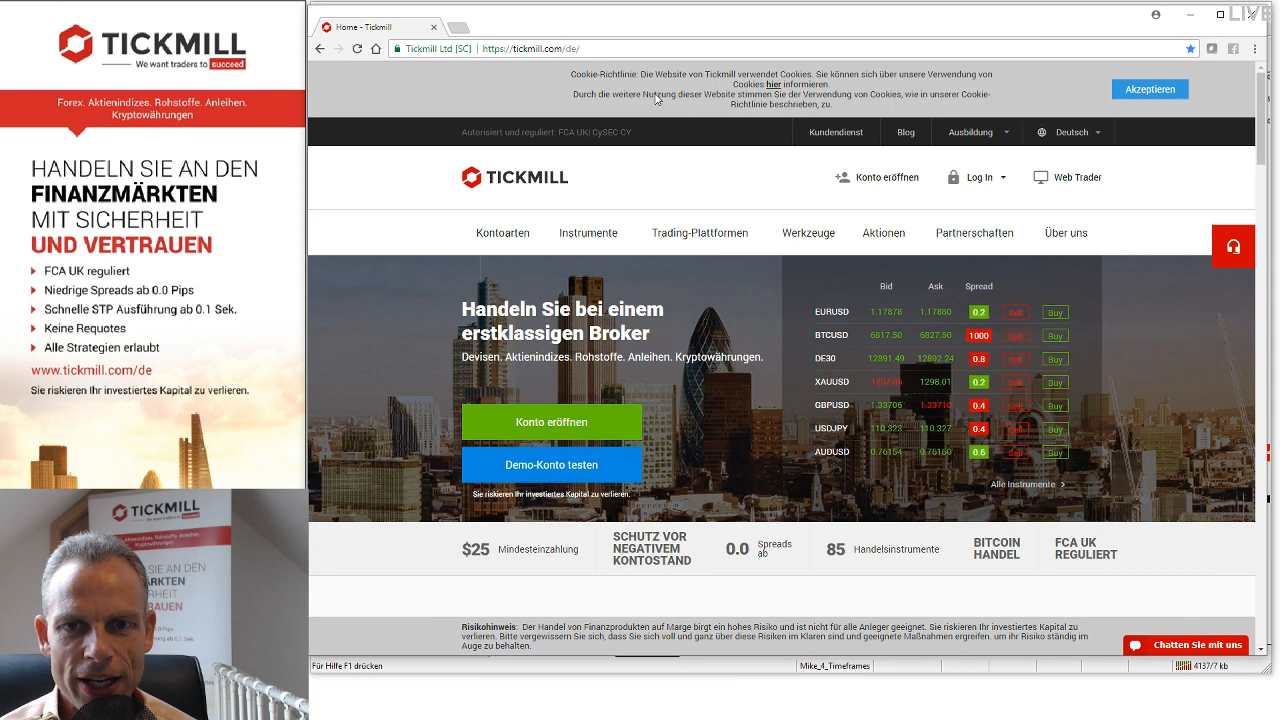 TICKMILL
We want traders to succeed
Forex. Aktienindizes. Rohstoffe. Anleihen.
Kryptowährungen
HANDELN SIE AN DEN
FINANZMÄRKTEN
MIT SICHERHEIT
UND VERTRAUEN
FCA UK reguliert
Niedrige Spreads ab 0.0 Pips
Schnelle STP Ausführung ab 0.1 Sek.
Keine Requotes
Alle Strategien erlaubt
www.tickmill.com/de
Sie riskieren Ihr investiertes Kapital zu verlieren.
TICKMILL
We want traders to succeed
LIVE
Home - Tickmill
Tickmill Ltd [SC] https://tickmill.com/de/
Cookie-Richtlinie: Die Website von Tickmill verwendet Cookies. Sie können sich über unsere Verwendung von
Cookies hier informieren.
Durch die weitere Nutzung dieser Website stimmen Sie der Verwendung von Cookies, wie in unserer Cookie-
Richtlinie beschrieben, zu.
Akzeptieren
Autorisiert und reguliert: FCA UK| CySEC CY
Kundendienst Blog Ausbildung Deutsch
TICKMILL
Konto eröffnen Log In Web Trader
Kontoarten Instrumente Trading-Plattformen Werkzeuge Aktionen Partnerschaften Über uns
Handeln Sie bei einem
erstklassigen Broker
Devisen. Aktienindizes. Rohstoffe. Anleihen. Kryptowährungen.
Konto eröffnen
Demo-Konto testen
Sie riskieren Ihr investiertes Kapital zu verlieren.
Bid Ask Spread
EURUSD 1.17878 1.17880 0.2 Sell Buy
BTCUSD 6817.50 6827.50 1000 Sell Buy
DE30 12891.49 12892.24 0.8 Sell Buy
XAUUSD 1298.01 0.2 Sell Buy
GBPUSD 1.33706 1.33710 0.4 Sell Buy
USDJPY 110.323 110.327 0.4 Sell Buy
AUDUSD 0.76154 0.76160 0.6 Sell Buy
Alle Instrumente
$25 Mindesteinzahlung
SCHUTZ VOR
NEGATIVEM
KONTOSTAND
0.0 Spreads
ab
85 Handelsinstrumente
BITCOIN
HANDEL
FCA UK
REGULIERT
Risikohinweis: Der Handel von Finanzprodukten auf Marge birgt ein hohes Risiko und ist nicht für alle Anleger geeignet. Sie riskieren Ihr investiertes Kapital zu
verlieren. Bitte vergewissern Sie sich, dass Sie sich voll und ganz über diese Risiken im Klaren sind und geeignete Maßnahmen ergreifen. um ihr Risiko ständig im
Auge zu behalten.
Chatten Sie mit uns
Für Hilfe F1 drücken Mike_4_Timeframes 4137/7 kb